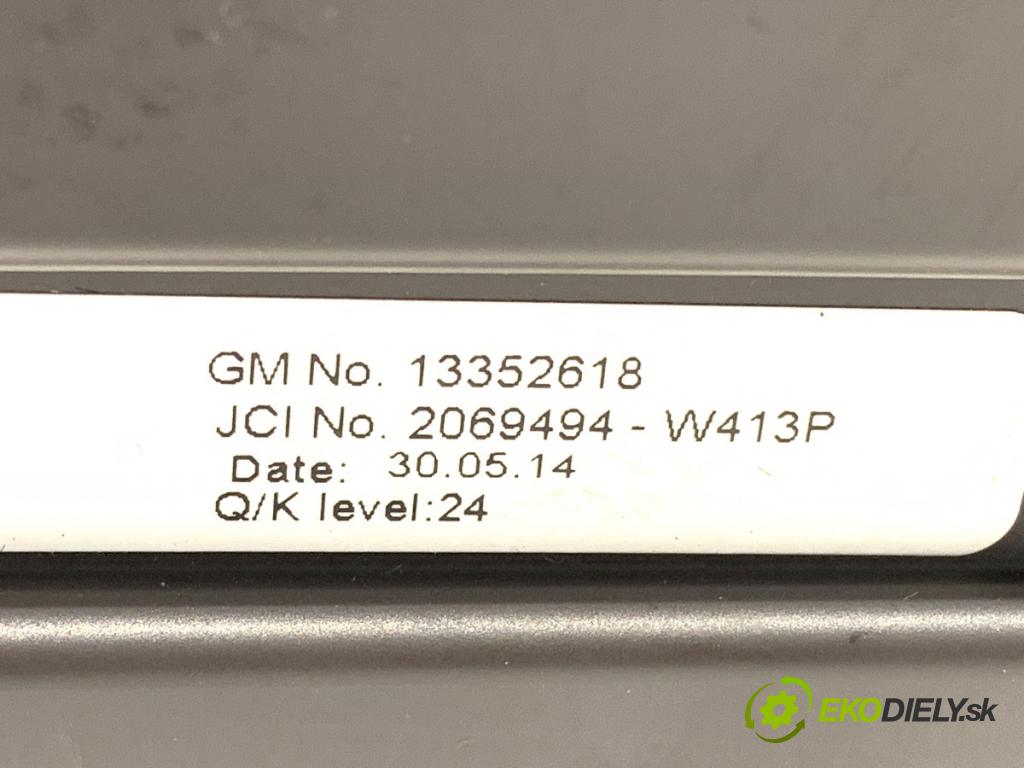 GM No. 13352618
JCI No. 2069494 - W413P
Date: 30.05.14
Q/K level:24
EKODIELY.sk